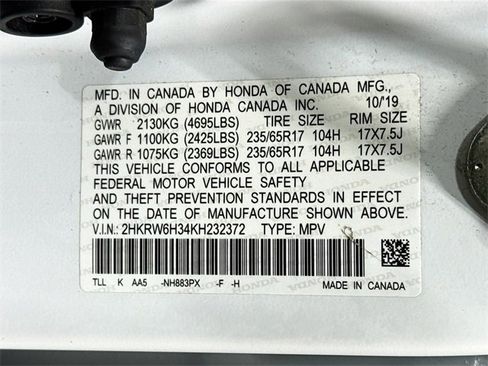 MFD. IN CANADA BY HONDA OF CANADA MFG.,
A DIVISION OF HONDA CANADA INC. 10/19
GVWR 2130KG (4695LBS) TIRE SIZE RIM SIZE
GAWR F 1100KG (2425LBS) 235/65R17 104H 17X7.5J
GAWR R 1075KG (2369LBS) 235/65R17 104H 17X7.5J
THIS VEHICLE CONFORMS TO ALL APPLICABLE
FEDERAL MOTOR VEHICLE SAFETY
AND THEFT PREVENTION STANDARDS IN EFFECT
ON THE DATE OF MANUFACTURE SHOWN ABOVE.
V.I.N.: 2HKRW6H34KH232372 TYPE: MPV
TLL K AA5 -NH883PX -F -H
MADE IN CANADA